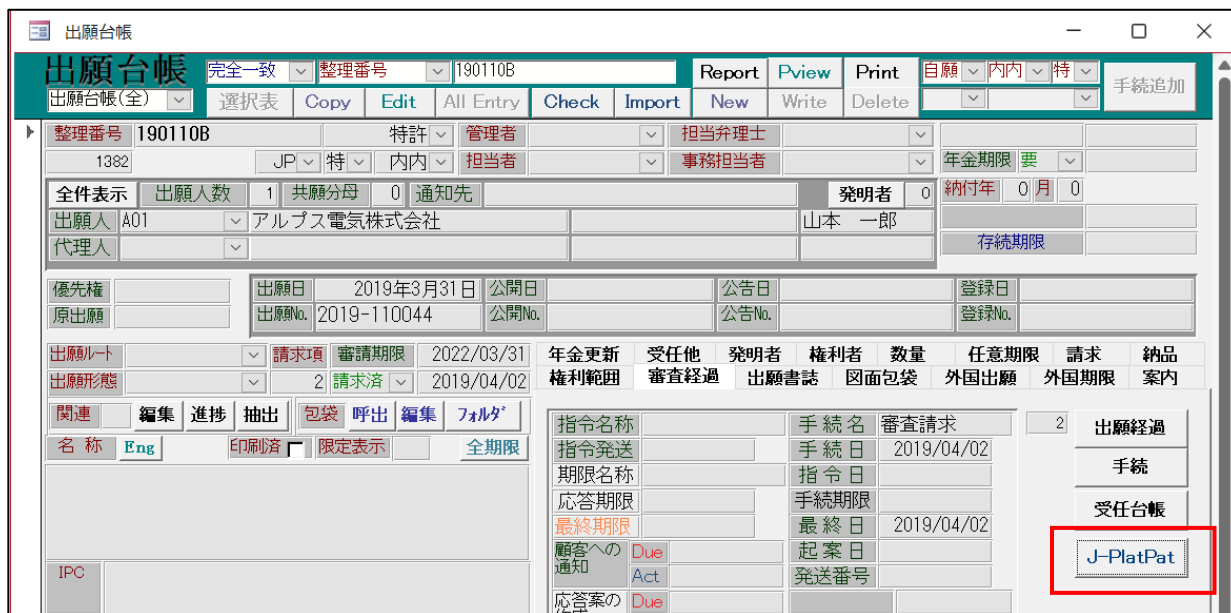 出願台帳
出願台帳 完全一致 整理番号 190110B Report Pview Print 自願 内内 特 手続追加
出願台帳(全) 選択表 Copy Edit All Entry Check Import New Write Delete
整理番号 190110B 特許 管理者 担当弁理士
1382 JP 特 内内 担当者 事務担当者 年金期限 要
全件表示 出願人数 1 共願分母 0 通知先 発明者 0 納付年 0 月 0
出願人 A01 アルプス電気株式会社 山本 一郎
代理人 存続期限
優先権 出願日 2019年3月31日 公開日 公告日 登録日
原出願 出願No. 2019-110044 公開No. 公告No. 登録No.
出願ルート 請求項 審請期限 2022/03/31 年金更新 受任他 発明者 権利者 数量 任意期限 請求 納品
出願形態 2 請求済 2019/04/02 権利範囲 審査経過 出願書誌 図面包袋 外国出願 外国期限 案内
関連 編集 進捗 抽出 包袋 呼出 編集 フォルダ 指令名称 手続名 審査請求 2 出願経過
名称 Eng 印刷済 限定表示 全期限 指令発送 手続日 2019/04/02
期限名称 指令日 手続
応答期限 手続期限 受任台帳
最終期限 最終日 2019/04/02
顧客への通知 Due 起案日 J-PlatPat
IPC Act 発送番号
応答案の Due